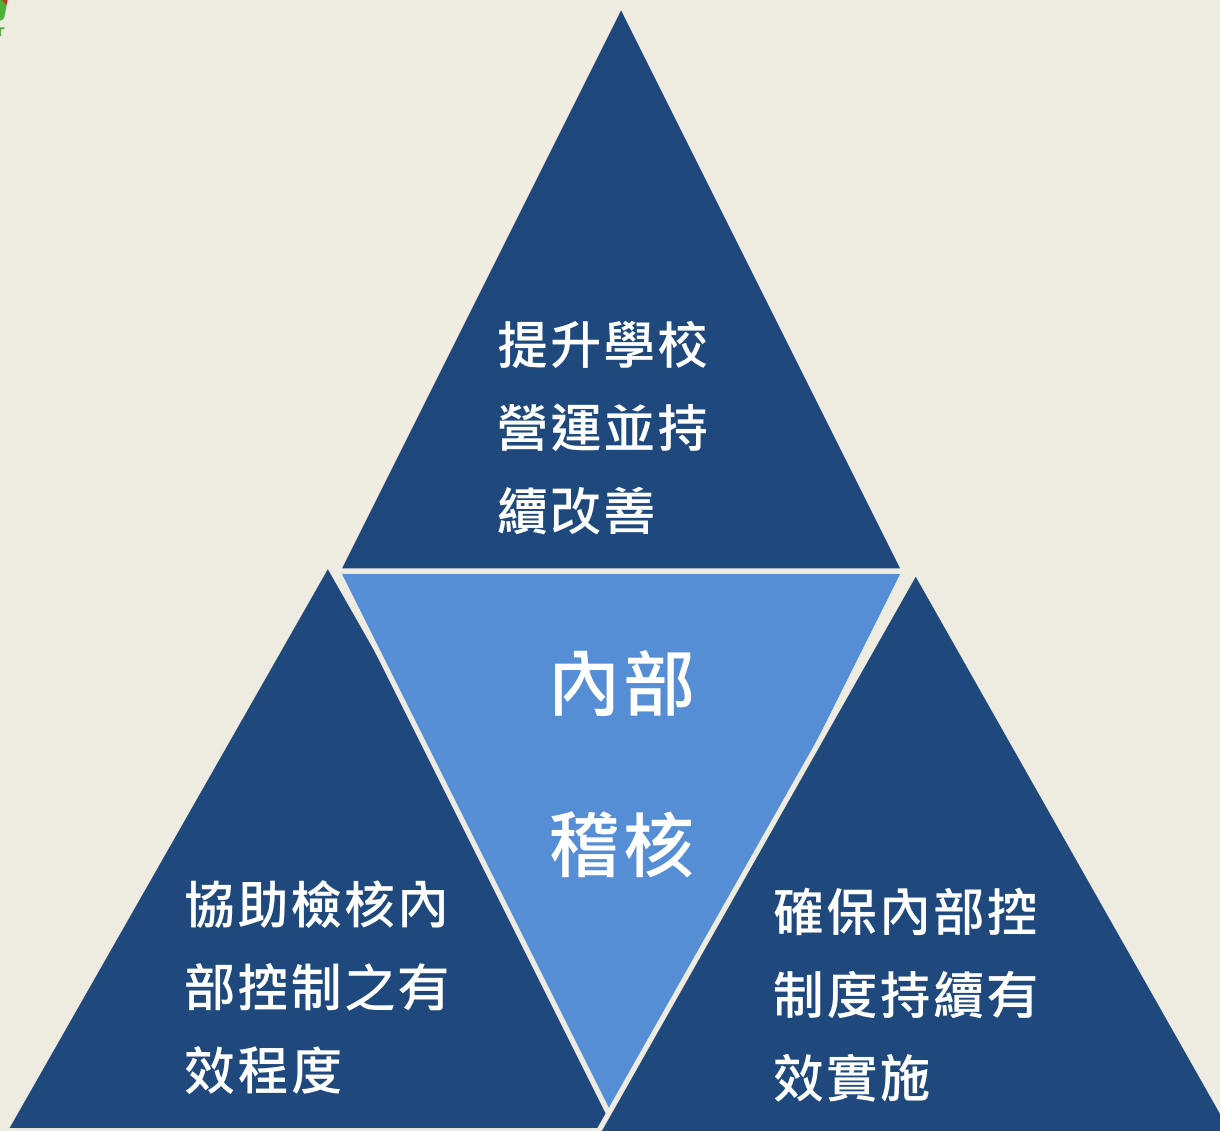 提升學校
營運並持
續改善
內部
稽核
協助檢核內
部控制之有
效程度
確保內部控
制度持續有
效實施